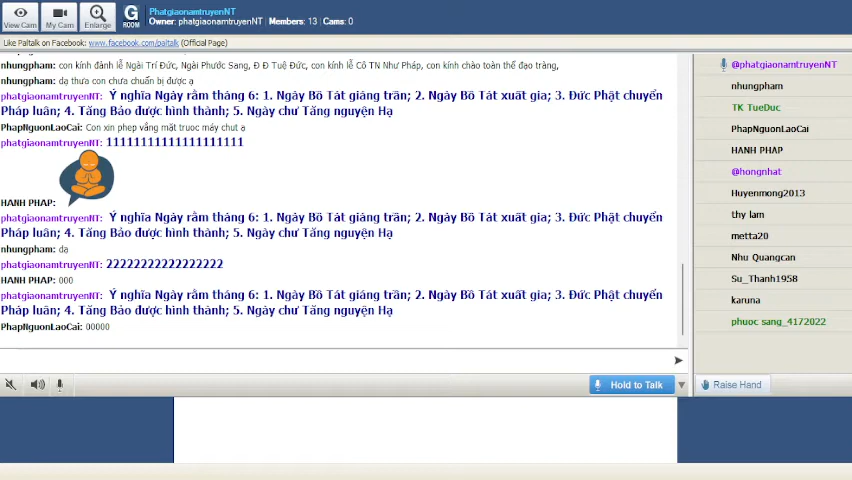 PhatgiaonamtruyenNT
Owner: phatgiaonamtruyenNT | Members: 13 | Cams: 0
View Cam
My Cam
Enlarge
G
ROOM
Like Paltalk on Facebook: www.facebook.com/paltalk (Official Page)
nhungpham: con kính đảnh lễ Ngài Trí Đức, Ngài Phước Sang, Đ Đ Tuệ Đức, con kính lễ Cô TN Như Pháp, con kính chào toàn thể đạo tràng,
nhungpham: dạ thưa con chưa chuẩn bị được ạ
phatgiaonamtruyenNT: Ý nghĩa Ngày rằm tháng 6: 1. Ngày Bồ Tát giáng trần; 2. Ngày Bồ Tát xuất gia; 3. Đức Phật chuyển
Pháp luân; 4. Tăng Bảo được hình thành; 5. Ngày chư Tăng nguyện Hạ
PhapNguonLaoCai: Con xin phep vắng mặt truoc máy chut ạ
phatgiaonamtruyenNT: 11111111111111111111
HANH PHAP:
phatgiaonamtruyenNT: Ý nghĩa Ngày rằm tháng 6: 1. Ngày Bồ Tát giáng trần; 2. Ngày Bồ Tát xuất gia; 3. Đức Phật chuyển
Pháp luân; 4. Tăng Bảo được hình thành; 5. Ngày chư Tăng nguyện Hạ
nhungpham: dạ
phatgiaonamtruyenNT: 22222222222222222
HANH PHAP: 000
phatgiaonamtruyenNT: Ý nghĩa Ngày rằm tháng 6: 1. Ngày Bồ Tát giáng trần; 2. Ngày Bồ Tát xuất gia; 3. Đức Phật chuyển
Pháp luân; 4. Tăng Bảo được hình thành; 5. Ngày chư Tăng nguyện Hạ
PhapNguonLaoCai: 00000
Hold to Talk
@phatgiaonamtruyenNT
nhungpham
TK TueDuc
PhapNguonLaoCai
HANH PHAP
@hongnhat
Huyenmong2013
thy lam
metta20
Nhu Quangcan
Su_Thanh1958
karuna
phuoc sang_4172022
Raise Hand